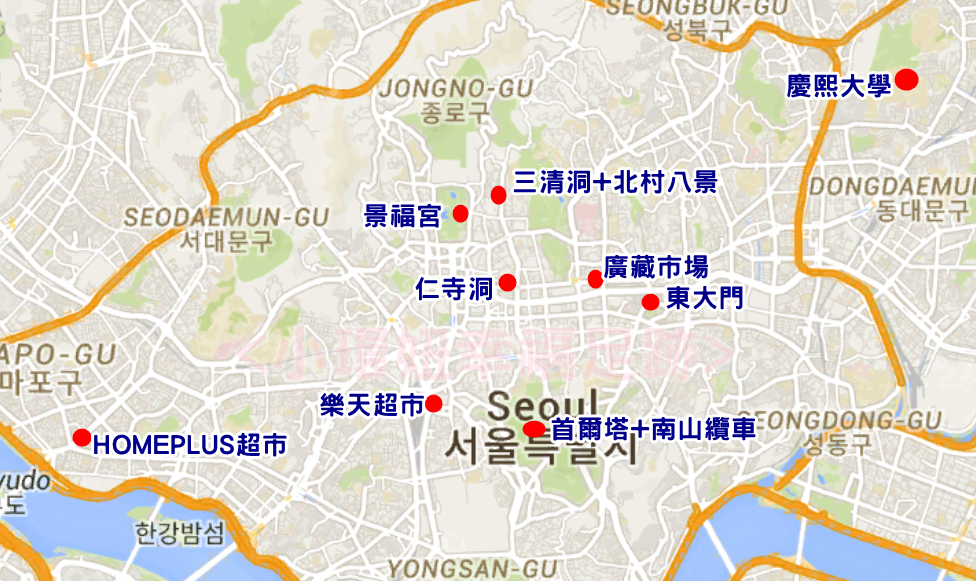 SEONGBUK-GU
성북구
JONGNO-GU
종로구
慶熙大學
三清洞+北村八景
景福宮
DONGDAEMU
동대문구
SEODAEMUN-GU
서대문구
廣藏市場
仁寺洞
東大門
APO-GU
마포구
樂天超市
Seoul
서울특별시
首爾塔+南山纜車
SEONGDONG-GU
성동구
HOMEPLUS超市
yudo
도
한강밤섬
YONGSAN-GU